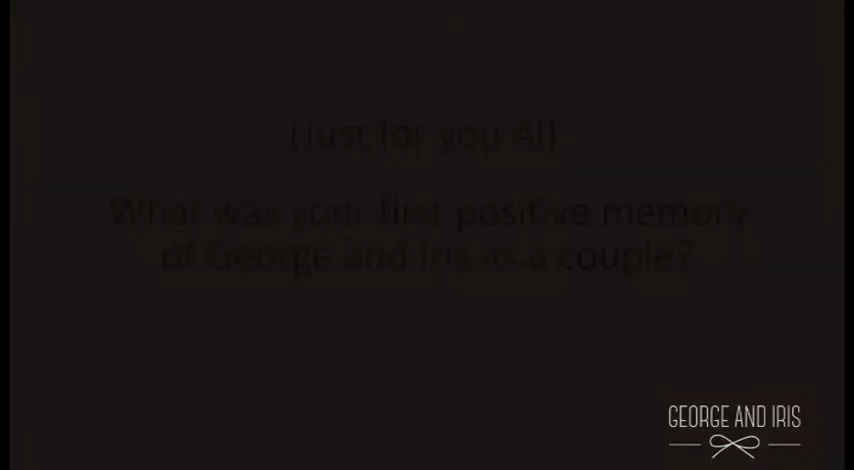 (Just for you Al)
What was your first positive memory
of George and Iris as a couple?
GEORGE AND IRIS